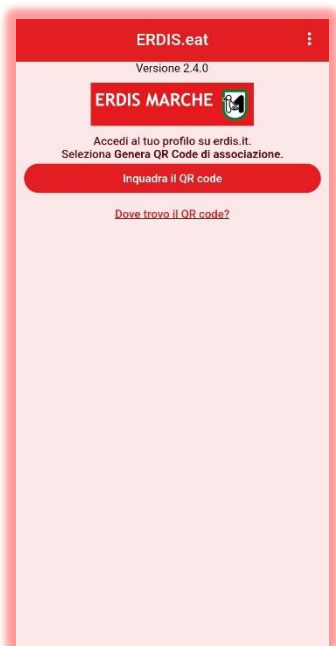 ERDIS.eat
Versione 2.4.0
ERDIS MARCHE
Accedi al tuo profilo su erdis.it.
Seleziona Genera QR Code di associazione.
Inquadra il QR code
Dove trovo il QR code?